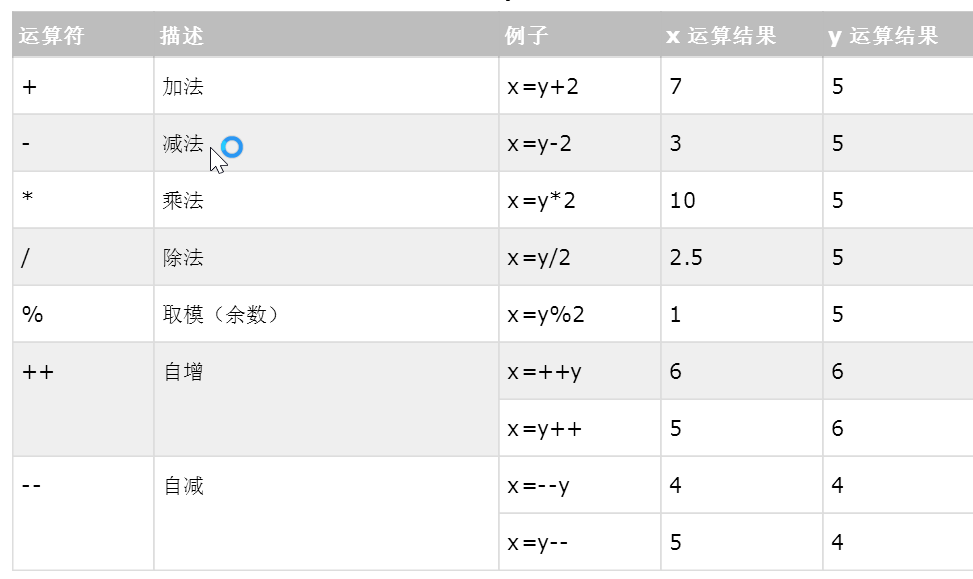 运算符 描述 例子 x 运算结果 y 运算结果
+ 加法 x=y+2 7 5
- 减法 x=y-2 3 5
* 乘法 x=y*2 10 5
/ 除法 x=y/2 2.5 5
% 取模（余数） x=y%2 1 5
++ 自增 x=++y 6 6
x=y++ 5 6
-- 自减 x=--y 4 4
x=y-- 5 4